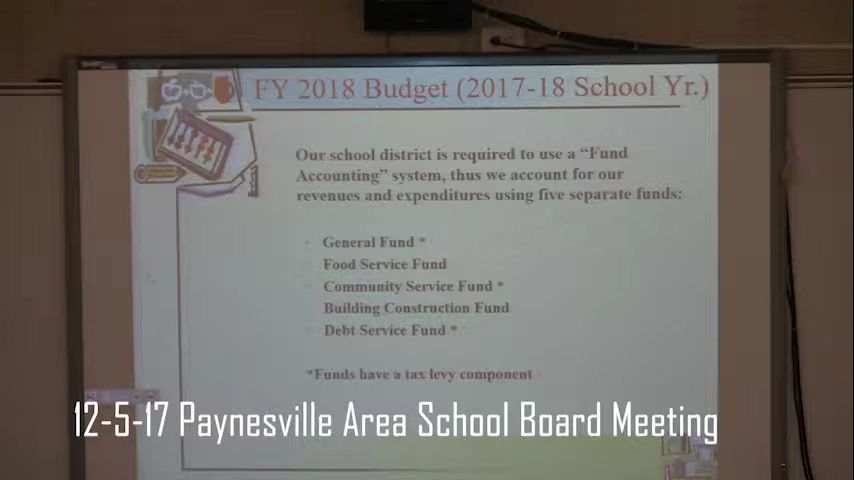 FY 2018 Budget (2017-18 School Yr.)
Our school district is required to use a “Fund
Accounting” system, thus we account for our
revenues and expenditures using five separate funds:
General Fund *
Food Service Fund
Community Service Fund *
Building Construction Fund
Debt Service Fund *
*Funds have a tax levy component
12-5-17 Paynesville Area School Board Meeting